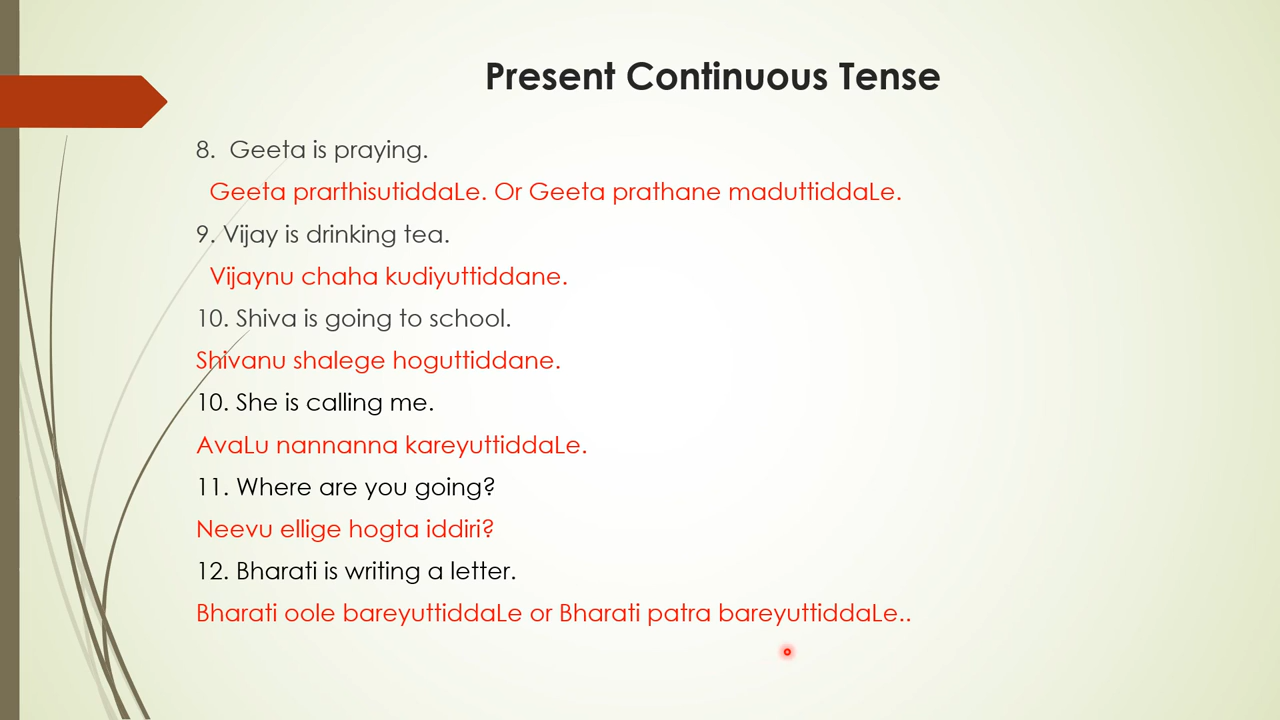 Present Continuous Tense
8. Geeta is praying.
Geeta prarthisutiddaLe. Or Geeta prathane maduttiddaLe.
9. Vijay is drinking tea.
Vijaynu chaha kudiyuttiddane.
10. Shiva is going to school.
Shivanu shalege hoguttiddane.
10. She is calling me.
AvaLu nannanna kareyuttiddaLe.
11. Where are you going?
Neevu ellige hogta iddiri?
12. Bharati is writing a letter.
Bharati oole bareyuttiddaLe or Bharati patra bareyuttiddaLe..